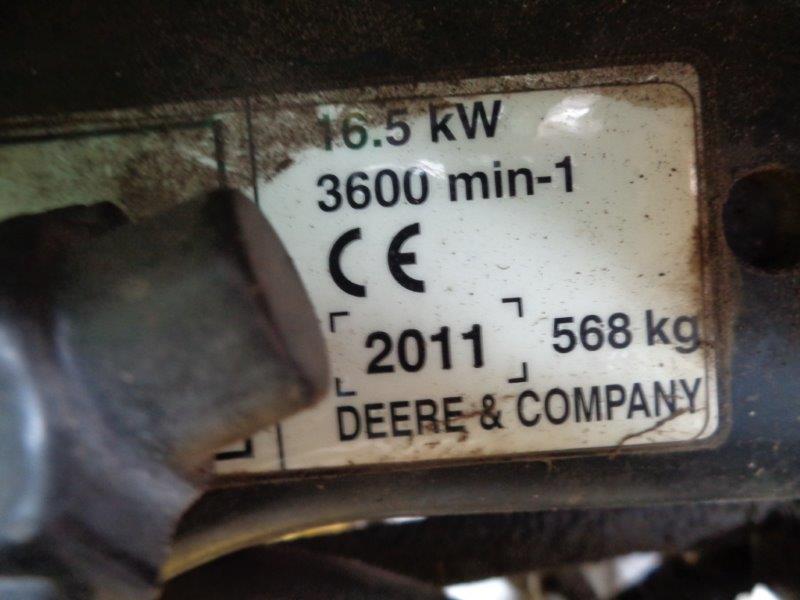 16.5 kW
3600 min-1
CE
2011 568 kg
DEERE & COMPANY